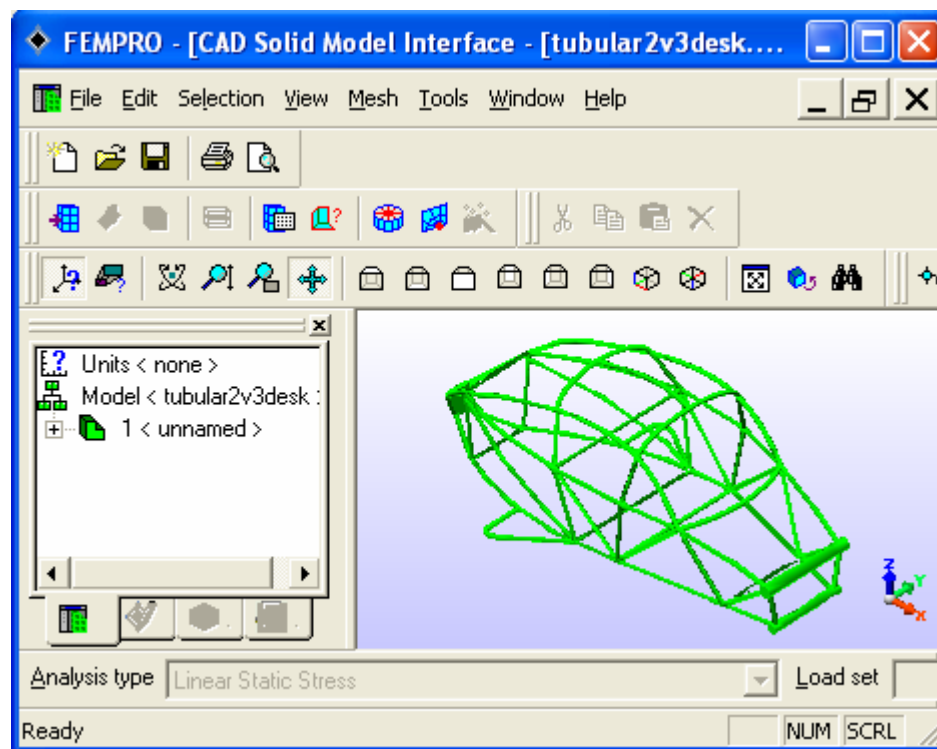 FEMPRO - [CAD Solid Model Interface - [tubular2v3desk....
File Edit Selection View Mesh Tools Window Help
Units < none >
Model < tubular2v3desk :
1 < unnamed >
Z
Y
X
Analysis type Linear Static Stress Load set
Ready NUM SCRL